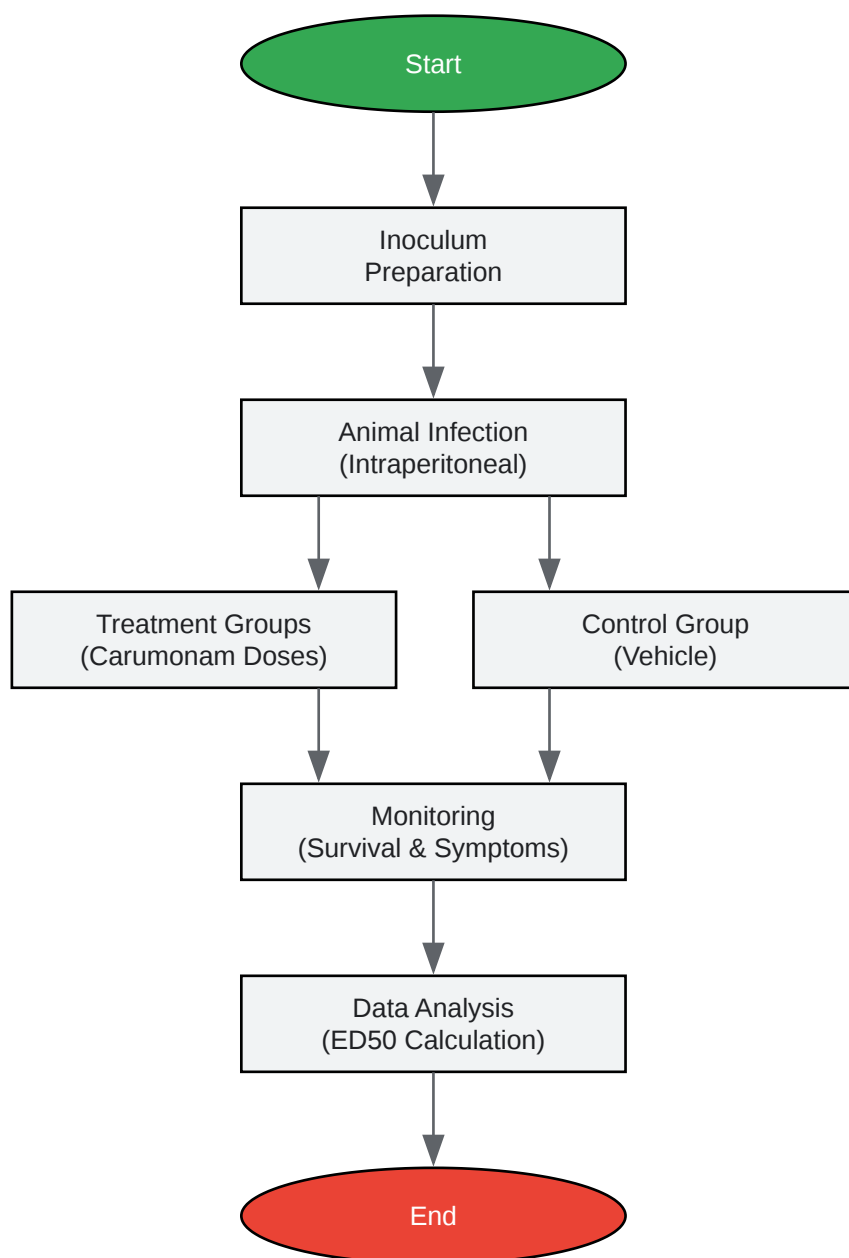 Start
Inoculum
Preparation
Animal Infection
(Intraperitoneal)
Treatment Groups
(Carumonam Doses)
Control Group
(Vehicle)
Monitoring
(Survival & Symptoms)
Data Analysis
(ED50 Calculation)
End